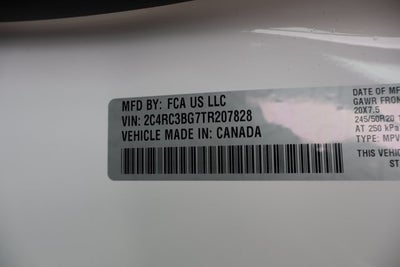 MFD BY: FCA US LLC
VIN: 2C4RC3BG7TR207828
VEHICLE MADE IN: CANADA
DATE OF MF
GAWR FRON
20X7.5
245/50R20
AT 250 kPa
TYPE: MPV
THIS VEHIC
ST